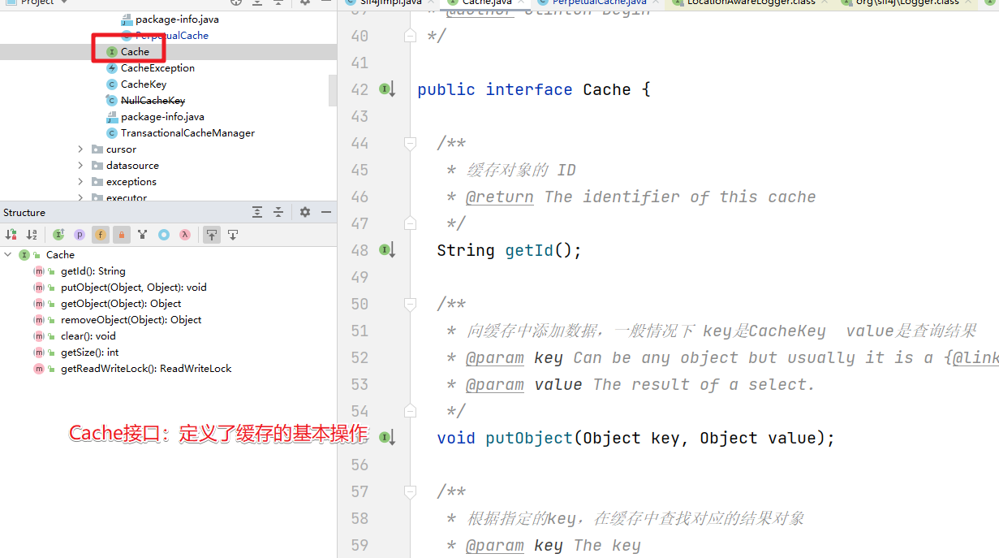 Project
package-info.java
PerpetualCache
Cache
CacheException
CacheKey
NullCacheKey
package-info.java
TransactionalCacheManager
cursor
datasource
exceptions
executor
Structure
Cache
getId(): String
putObject(Object, Object): void
getObject(Object): Object
removeObject(Object): Object
clear(): void
getSize(): int
getReadWriteLock(): ReadWriteLock
Cache接口：定义了缓存的基本操作
Slf4jImpl.java
Cache.java
PerpetualCache.java
LocationAwareLogger.class
org\slf4j\Logger.class
39 * @author Clinton Begin
40 */
41
42 public interface Cache {
43
44 /**
45 * 缓存对象的 ID
46 * @return The identifier of this cache
47 */
48 String getId();
49
50 /**
51 * 向缓存中添加数据，一般情况下 key是CacheKey  value是查询结果
52 * @param key Can be any object but usually it is a {@link
53 * @param value The result of a select.
54 */
void putObject(Object key, Object value);
56
57 /**
58 * 根据指定的key，在缓存中查找对应的结果对象
59 * @param key The key